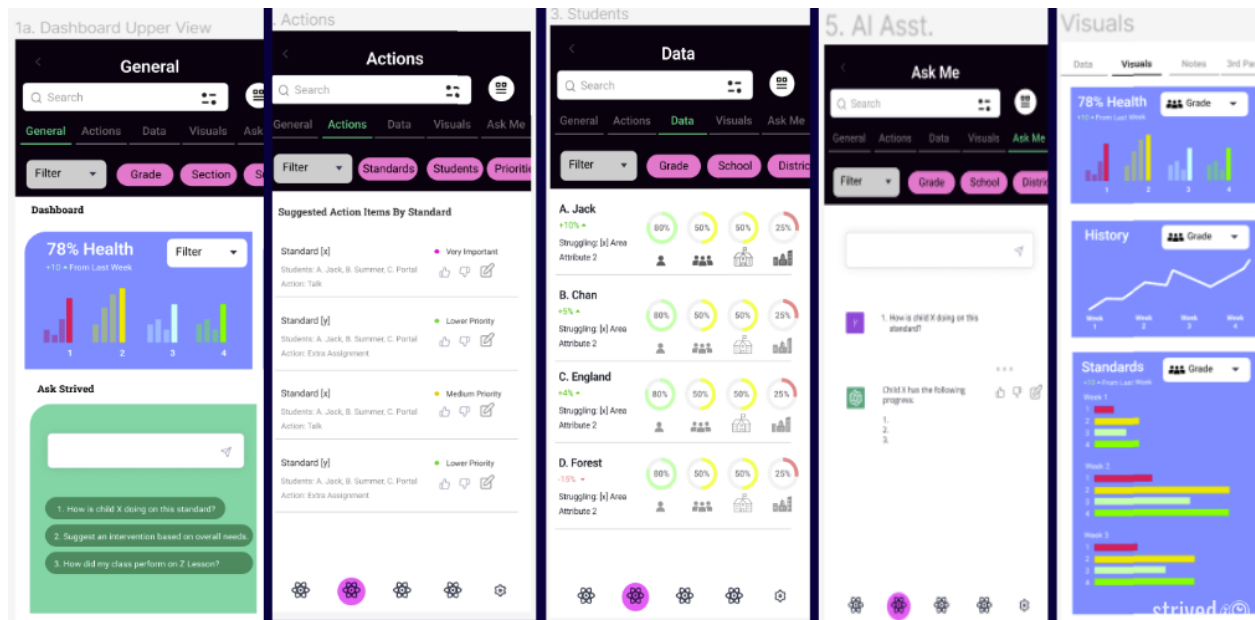 1a. Dashboard Upper View
General
Search
General Actions Data Visuals Ask
Filter Grade Section
Dashboard
78% Health
+10 From Last Week
Filter
1 2 3 4
Ask Strived
1. How is child X doing on this standard?
2. Suggest an intervention based on overall needs.
3. How did my class perform on Z Lesson?
. Actions
Actions
Search
General Actions Data Visuals Ask Me
Filter Standards Students Prioritie
Suggested Action Items By Standard
Standard [x]
Very Important
Students: A. Jack, B. Summer, C. Portal
Action: Talk
Standard [y]
Lower Priority
Students: A. Jack, B. Summer, C. Portal
Action: Extra Assignment
Standard [x]
Medium Priority
Students: A. Jack, B. Summer, C. Portal
Action: Talk
Standard [y]
Lower Priority
Students: A. Jack, B. Summer, C. Portal
Action: Extra Assignment
3. Students
Data
Search
General Actions Data Visuals Ask Me
Filter Grade School Distric
A. Jack
+10%
Struggling: [x] Area
Attribute 2
80% 50% 50% 25%
B. Chan
+5%
Struggling: [x] Area
Attribute 2
80% 50% 50% 25%
C. England
+4%
Struggling: [x] Area
Attribute 2
80% 50% 50% 25%
D. Forest
-15%
Struggling: [x] Area
Attribute 2
80% 50% 50% 25%
5. AI Asst.
Ask Me
Search
General Actions Data Visuals Ask Me
Filter Grade School Distric
Y
1. How is child X doing on this
standard?
Child X has the following
progress:
1.
2.
3.
Visuals
Data Visuals Notes 3rd Pa
78% Health
+10 From Last Week
Grade
1 2 3 4
History
Grade
Week Week Week Week
1 2 3 4
Standards
+10 From Last Week
Grade
Week 1
1
2
3
4
Week 2
1
2
3
4
Week 3
1
2
3
4
strived